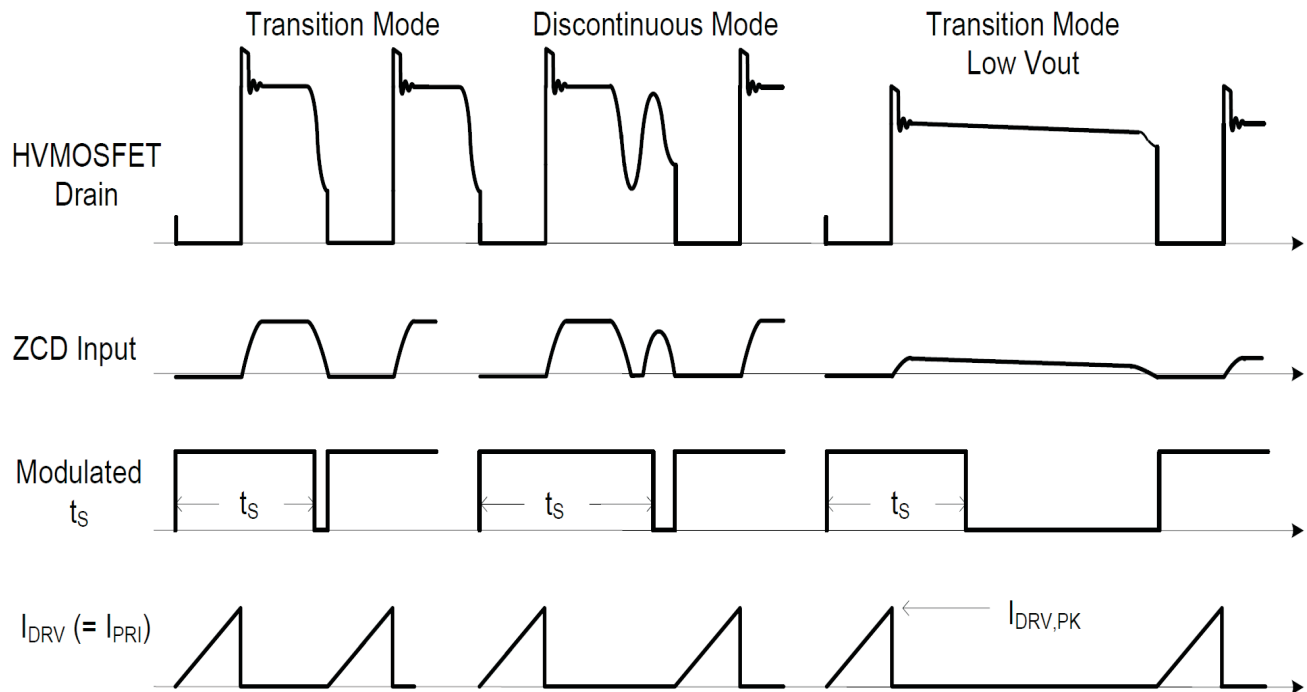 Transition Mode
Discontinuous Mode
Transition Mode
Low Vout
HVMOSFET
Drain
ZCD Input
Modulated
tS
tS
tS
tS
IDRV (= IPRI)
IDRV,PK